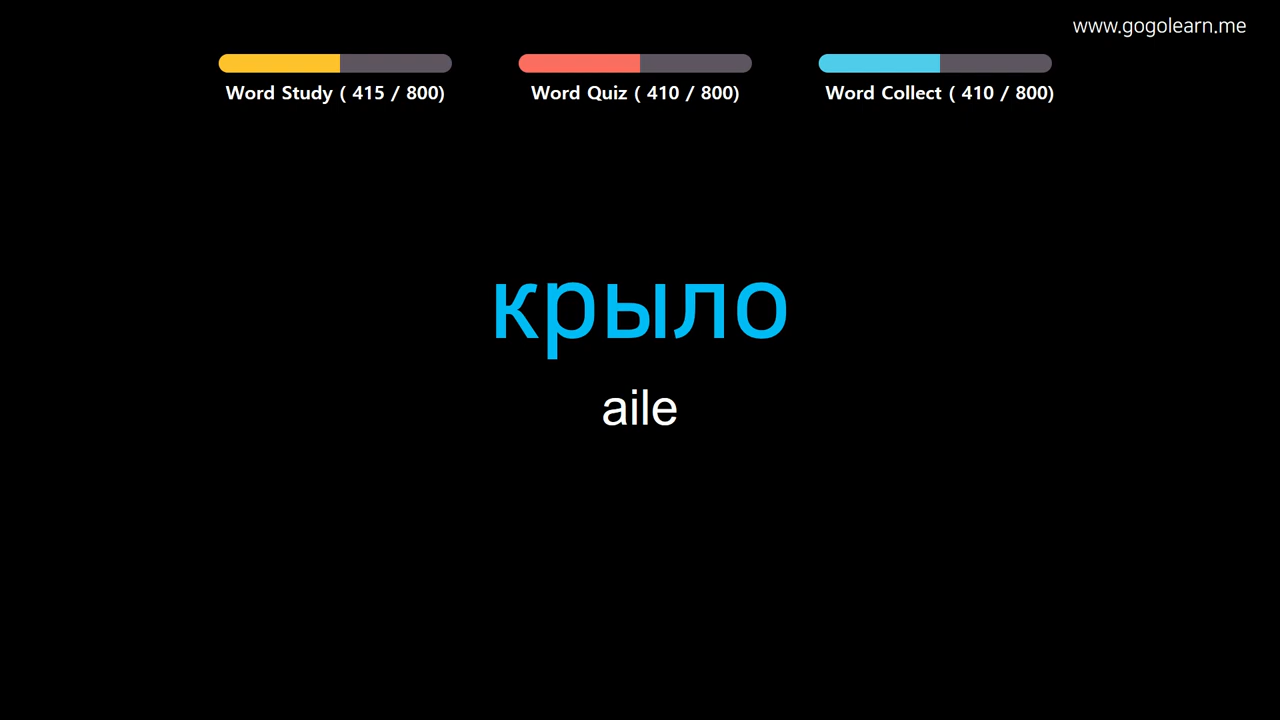 www.gogolearn.me
Word Study ( 415 / 800)
Word Quiz ( 410 / 800)
Word Collect ( 410 / 800)
крыло
aile